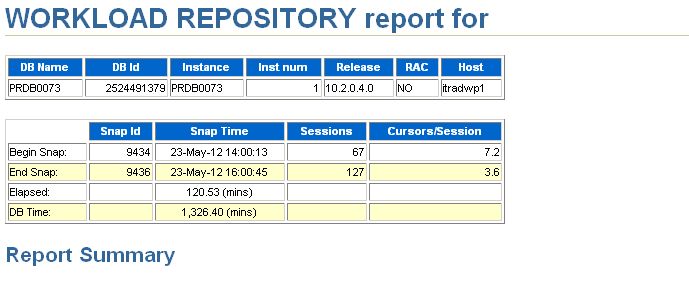 WORKLOAD REPOSITORY report for
DB Name DB Id Instance Inst num Release RAC Host
PRDB0073 2524491379 PRDB0073 1 10.2.0.4.0 NO itradwp1
Snap Id Snap Time Sessions Cursors/Session
Begin Snap: 9434 23-May-12 14:00:13 67 7.2
End Snap: 9436 23-May-12 16:00:45 127 3.6
Elapsed: 120.53 (mins)
DB Time: 1,326.40 (mins)
Report Summary